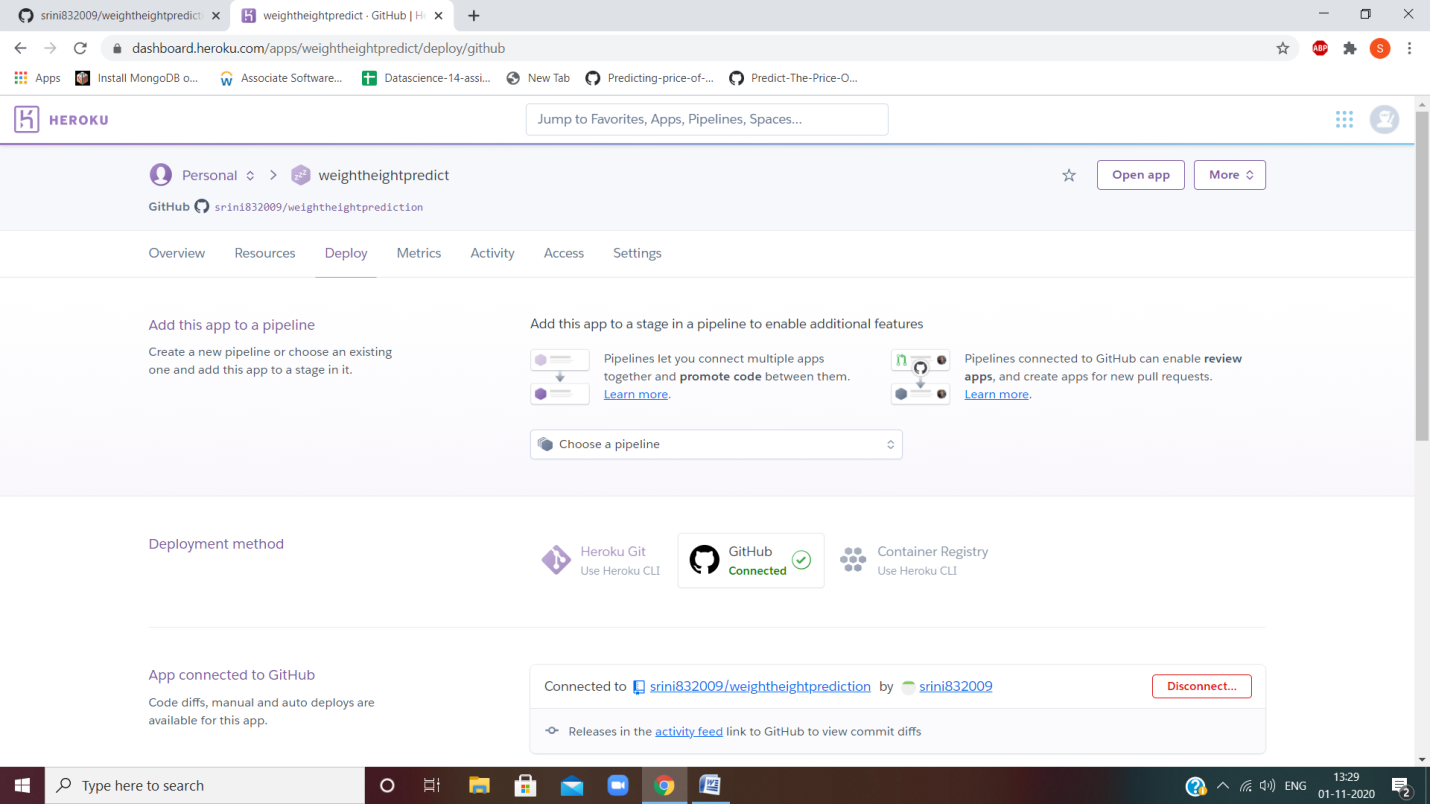 srini832009/weightheightpredicti
weightheightpredict · GitHub | He
dashboard.heroku.com/apps/weightheightpredict/deploy/github
ABP
S
Apps
Install MongoDB o...
Associate Software...
Datascience-14-assi...
New Tab
Predicting-price-of-...
Predict-The-Price-O...
HEROKU
Jump to Favorites, Apps, Pipelines, Spaces...
Personal
weightheightpredict
Open app
More
GitHub srini832009/weightheightprediction
Overview
Resources
Deploy
Metrics
Activity
Access
Settings
Add this app to a pipeline
Create a new pipeline or choose an existing
one and add this app to a stage in it.
Add this app to a stage in a pipeline to enable additional features
Pipelines let you connect multiple apps
together and promote code between them.
Learn more.
Pipelines connected to GitHub can enable review
apps, and create apps for new pull requests.
Learn more.
Choose a pipeline
Deployment method
Heroku Git
Use Heroku CLI
GitHub
Connected
Container Registry
Use Heroku CLI
App connected to GitHub
Code diffs, manual and auto deploys are
available for this app.
Connected to srini832009/weightheightprediction by srini832009
Disconnect...
Releases in the activity feed link to GitHub to view commit diffs
Type here to search
ENG
13:29
01-11-2020
2